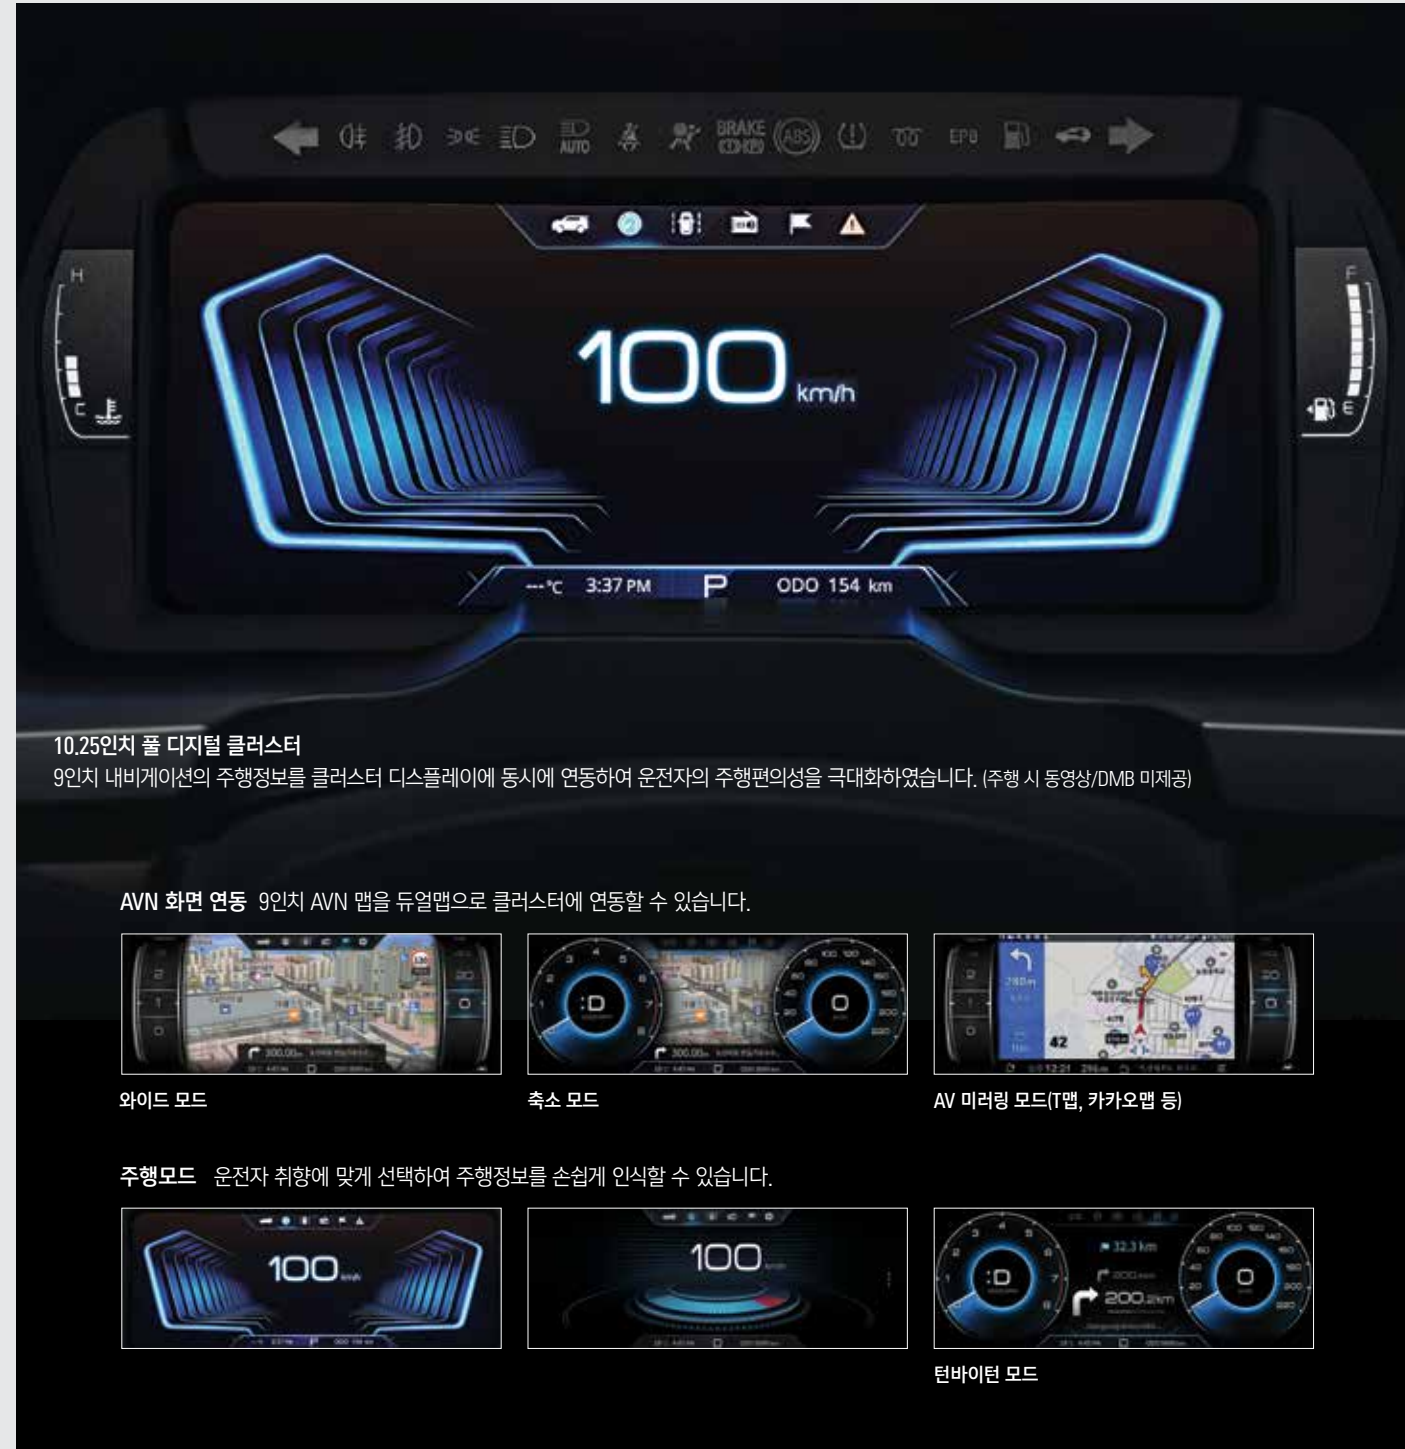 BRAKE
AUTO
ABS
EPB
H
C
F
E
100 km/h
---°C 3:37 PM P ODO 154 km
10.25인치 풀 디지털 클러스터
9인치 내비게이션의 주행정보를 클러스터 디스플레이에 동시에 연동하여 운전자의 주행편의성을 극대화하였습니다. (주행 시 동영상/DMB 미제공)
AVN 화면 연동 9인치 AVN 맵을 듀얼맵으로 클러스터에 연동할 수 있습니다.
와이드 모드
축소 모드
AV 미러링 모드(T맵, 카카오맵 등)
주행모드 운전자 취향에 맞게 선택하여 주행정보를 손쉽게 인식할 수 있습니다.
100
100
32.3 km
200.2km
턴바이턴 모드